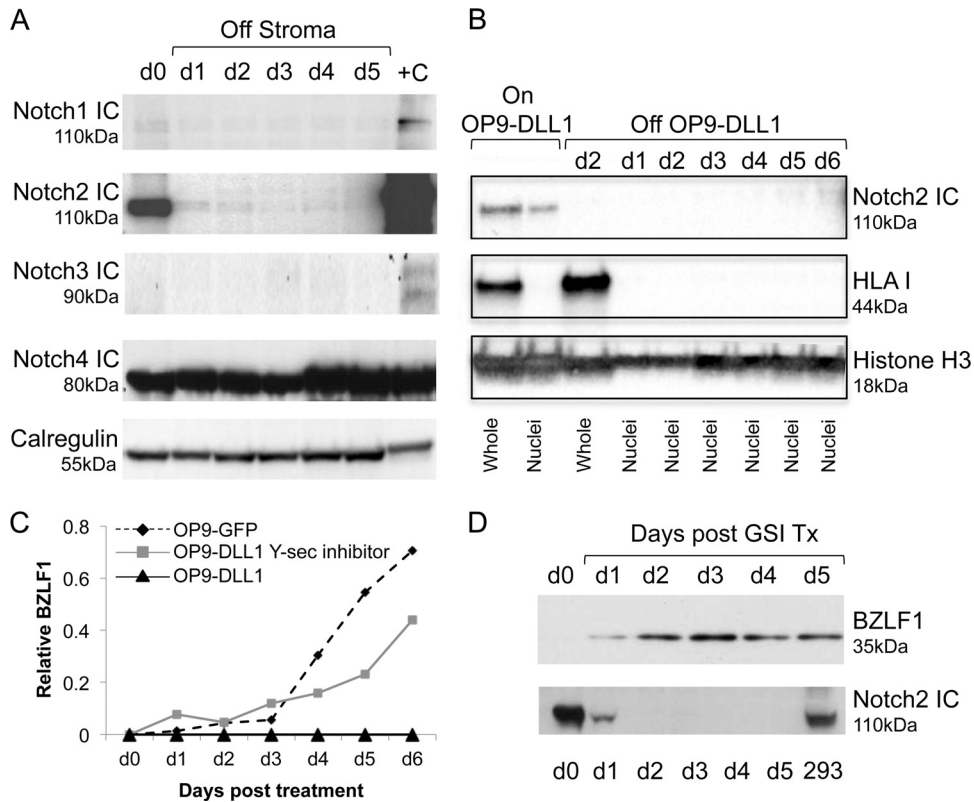 A
Off Stroma
d0 d1 d2 d3 d4 d5 +C
Notch1 IC
110kDa
Notch2 IC
110kDa
Notch3 IC
90kDa
Notch4 IC
80kDa
Calregulin
55kDa
B
On
OP9-DLL1 Off OP9-DLL1
d2 d1 d2 d3 d4 d5 d6
Notch2 IC
110kDa
HLA I
44kDa
Histone H3
18kDa
Whole Nuclei Whole Nuclei Nuclei Nuclei Nuclei Nuclei Nuclei
C
Relative BZLF1
0.8
0.6
0.4
0.2
0
OP9-GFP
OP9-DLL1 Y-sec inhibitor
OP9-DLL1
d0 d1 d2 d3 d4 d5 d6
Days post treatment
D
Days post GSI Tx
d0 d1 d2 d3 d4 d5
BZLF1
35kDa
Notch2 IC
110kDa
d0 d1 d2 d3 d4 d5 293